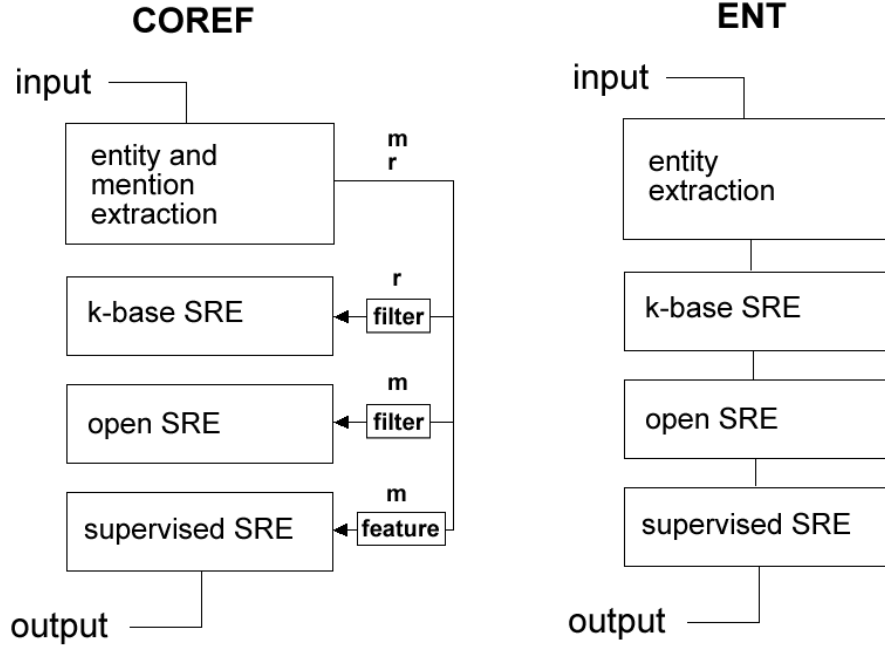 COREF
input
entity and
mention
extraction
m
r
k-base SRE
r
filter
open SRE
m
filter
supervised SRE
m
feature
output
ENT
input
entity
extraction
k-base SRE
open SRE
supervised SRE
output